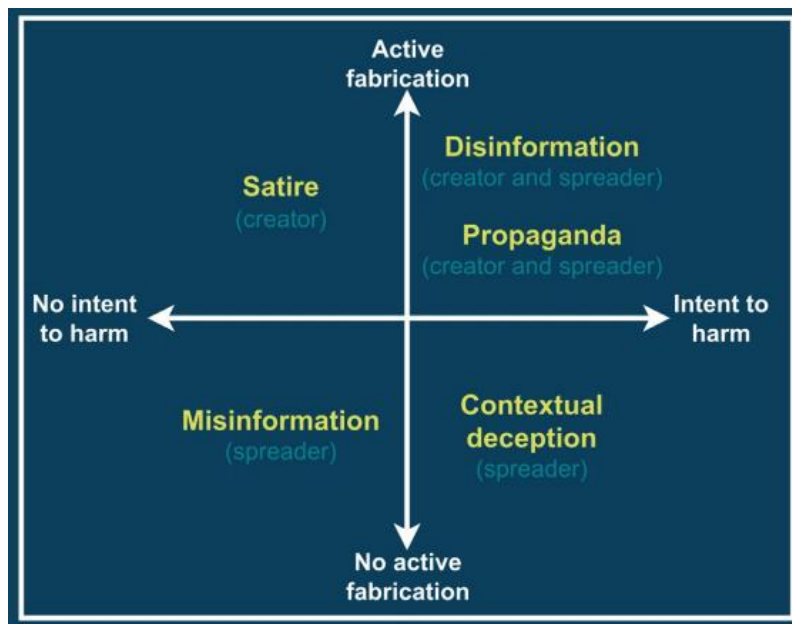 Active
fabrication
Disinformation
(creator and spreader)
Satire
(creator)
Propaganda
(creator and spreader)
No intent
to harm
Intent to
harm
Misinformation
(spreader)
Contextual
deception
(spreader)
No active
fabrication